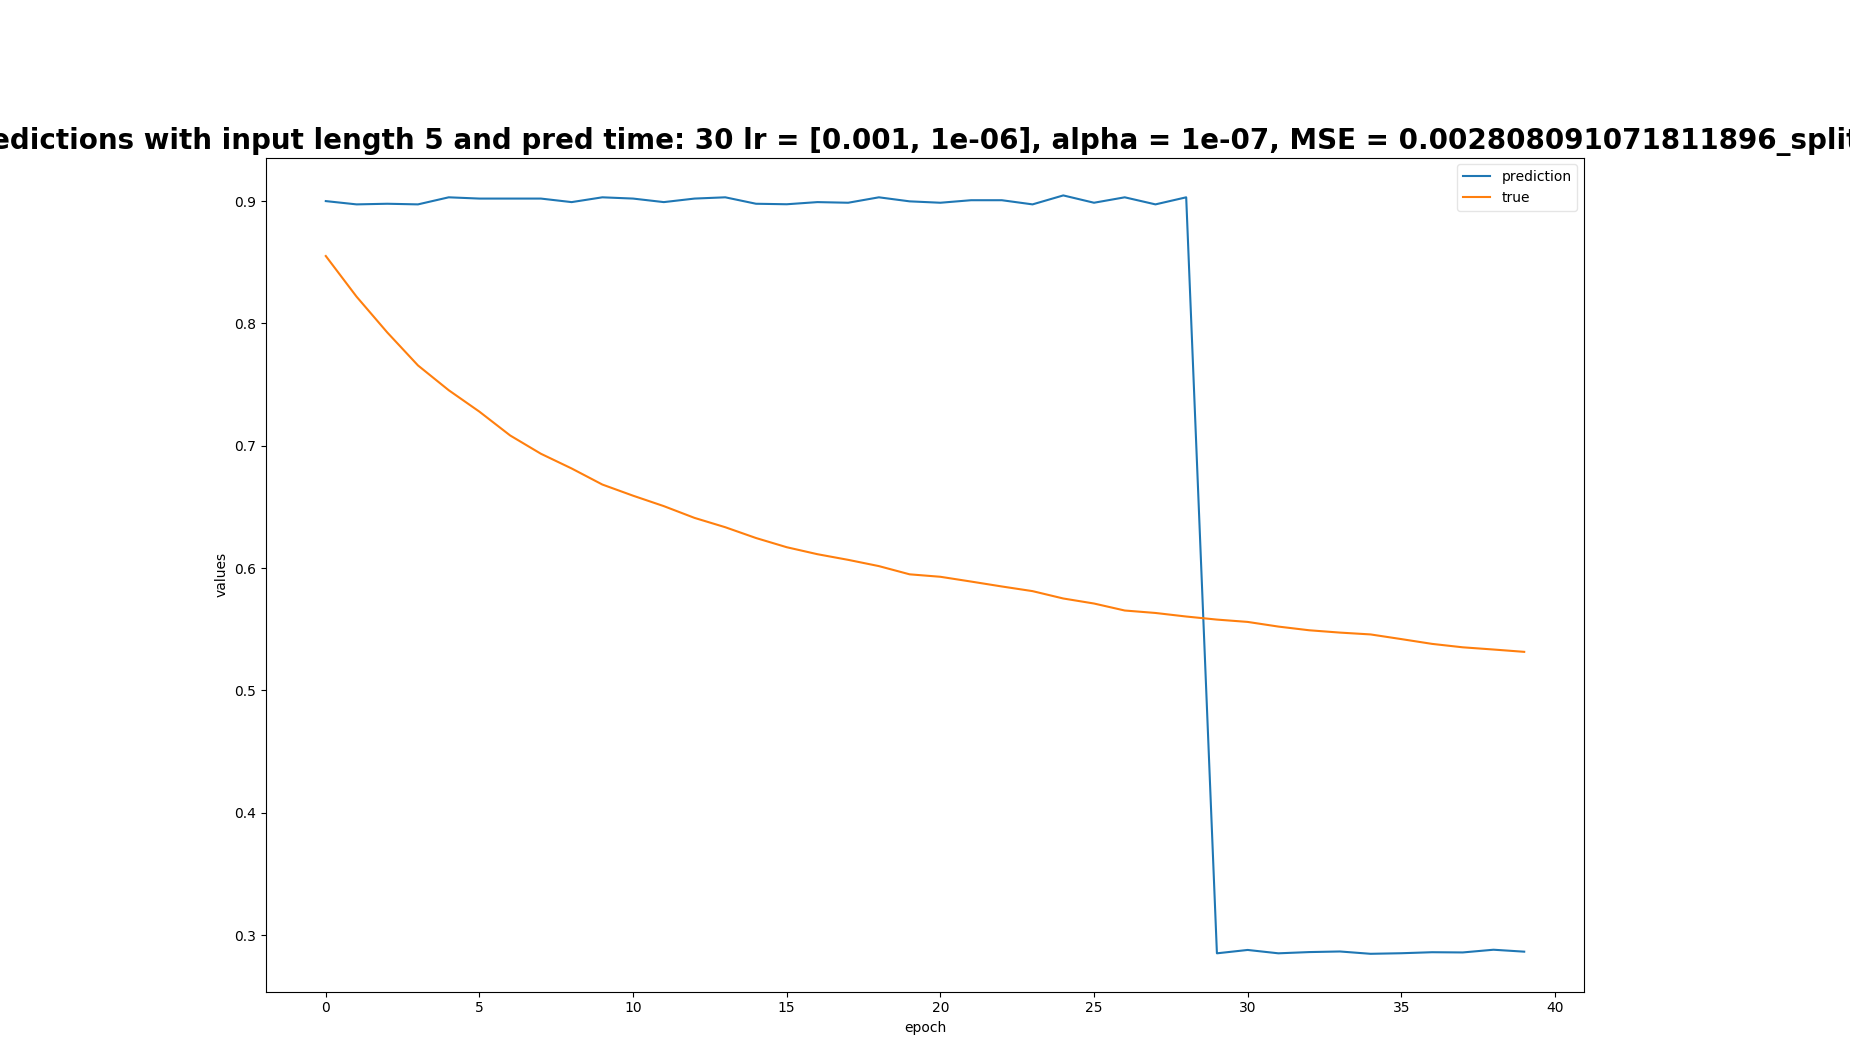 edictions with input length 5 and pred time: 30 lr = [0.001, 1e-06], alpha = 1e-07, MSE = 0.002808091071811896_split
prediction
true
0.9
0.8
0.7
0.6
0.5
0.4
0.3
values
0 5 10 15 20 25 30 35 40
epoch